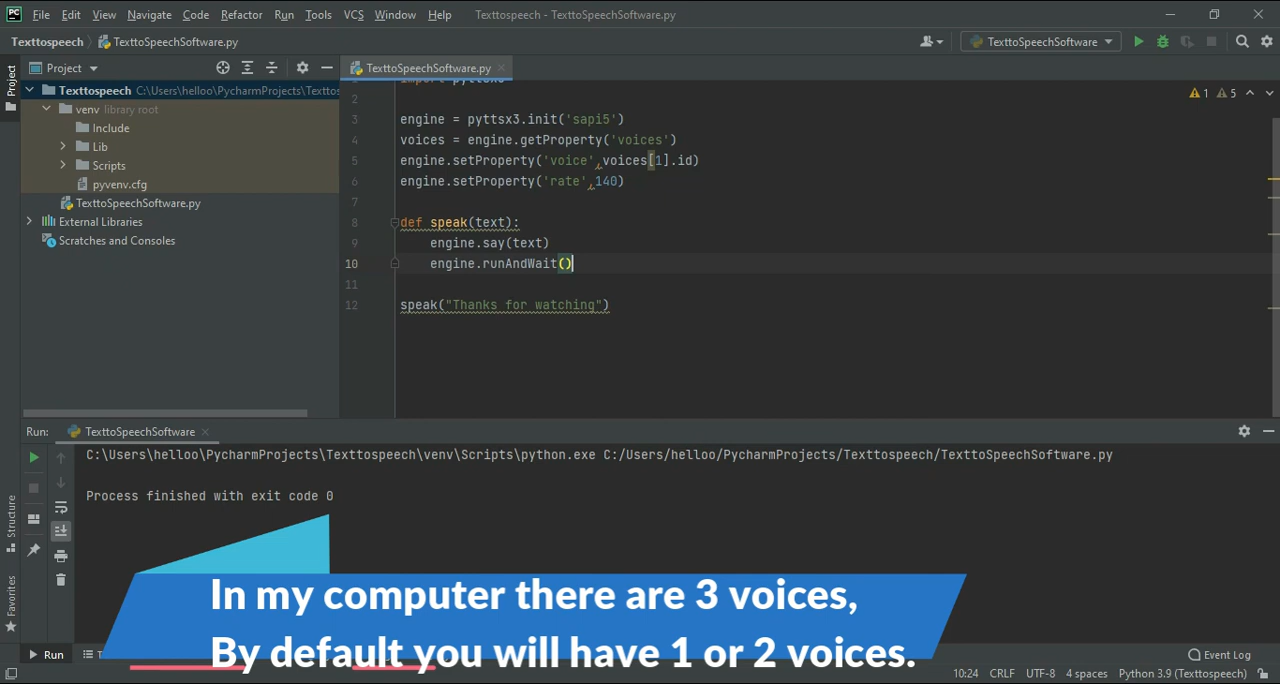 PC File Edit View Navigate Code Refactor Run Tools VCS Window Help Texttospeech - TexttoSpeechSoftware.py
Texttospeech TexttoSpeechSoftware.py TexttoSpeechSoftware
Project TexttoSpeechSoftware.py
Project
Texttospeech C:\Users\helloo\PycharmProjects\Texttos
venv library root
Include
Lib
Scripts
pyvenv.cfg
TexttoSpeechSoftware.py
External Libraries
Scratches and Consoles
1 5
2
3 engine = pyttsx3.init('sapi5')
4 voices = engine.getProperty('voices')
5 engine.setProperty('voice',voices[1].id)
6 engine.setProperty('rate',140)
7
8 def speak(text):
9 engine.say(text)
10 engine.runAndWait()
11
12 speak("Thanks for watching")
Run: TexttoSpeechSoftware
C:\Users\helloo\PycharmProjects\Texttospeech\venv\Scripts\python.exe C:/Users/helloo/PycharmProjects/Texttospeech/TexttoSpeechSoftware.py
Process finished with exit code 0
Structure
Favorites
In my computer there are 3 voices,
By default you will have 1 or 2 voices.
Run Event Log
10:24 CRLF UTF-8 4 spaces Python 3.9 (Texttospeech)